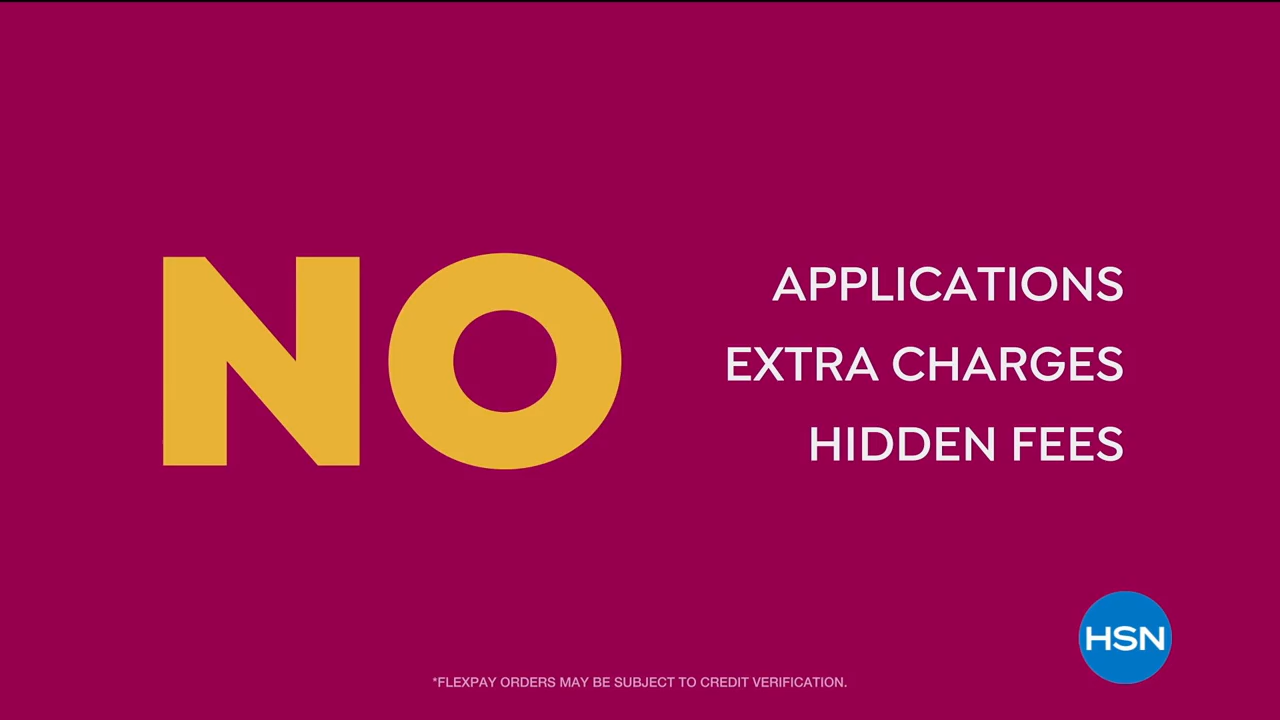 NO
APPLICATIONS
EXTRA CHARGES
HIDDEN FEES
HSN
*FLEXPAY ORDERS MAY BE SUBJECT TO CREDIT VERIFICATION.